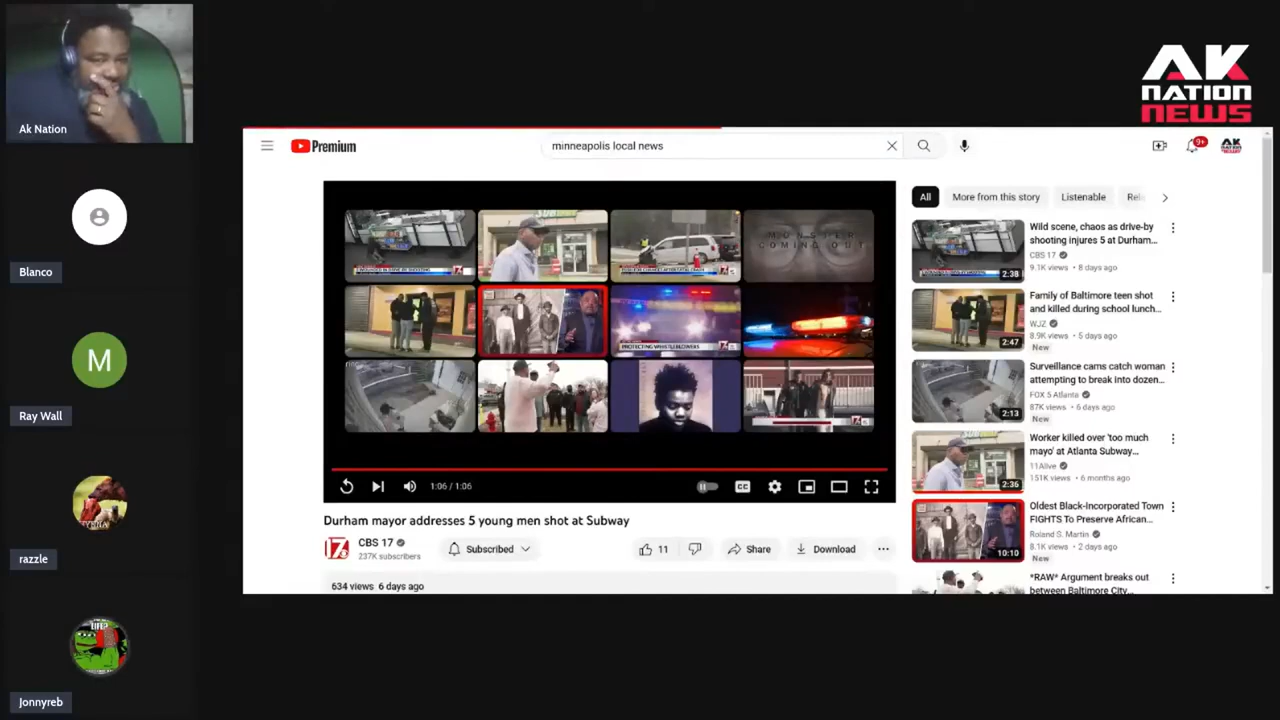 Ak Nation
Blanco
M
Ray Wall
razzle
Jonnyreb
AK
NATION
NEWS
Premium
minneapolis local news
9+
MONSTER
COMING OUT
PROTECTING WHISTLEBLOWERS
1:06 / 1:06
CC
Durham mayor addresses 5 young men shot at Subway
CBS 17
237K subscribers
Subscribed
11
Share
Download
634 views 6 days ago
All
More from this story
Listenable
Wild scene, chaos as drive-by
shooting injures 5 at Durham...
CBS 17
9.1K views • 8 days ago
2:38
Family of Baltimore teen shot
and killed during school lunch...
WJZ
8.9K views • 5 days ago
New
2:47
Surveillance cams catch woman
attempting to break into dozen...
FOX 5 Atlanta
87K views • 6 days ago
New
2:13
Worker killed over 'too much
mayo' at Atlanta Subway...
11Alive
151K views • 6 months ago
2:36
Oldest Black-Incorporated Town
FIGHTS To Preserve African...
Roland S. Martin
8.1K views • 2 days ago
New
10:10
*RAW* Argument breaks out
between Baltimore City...